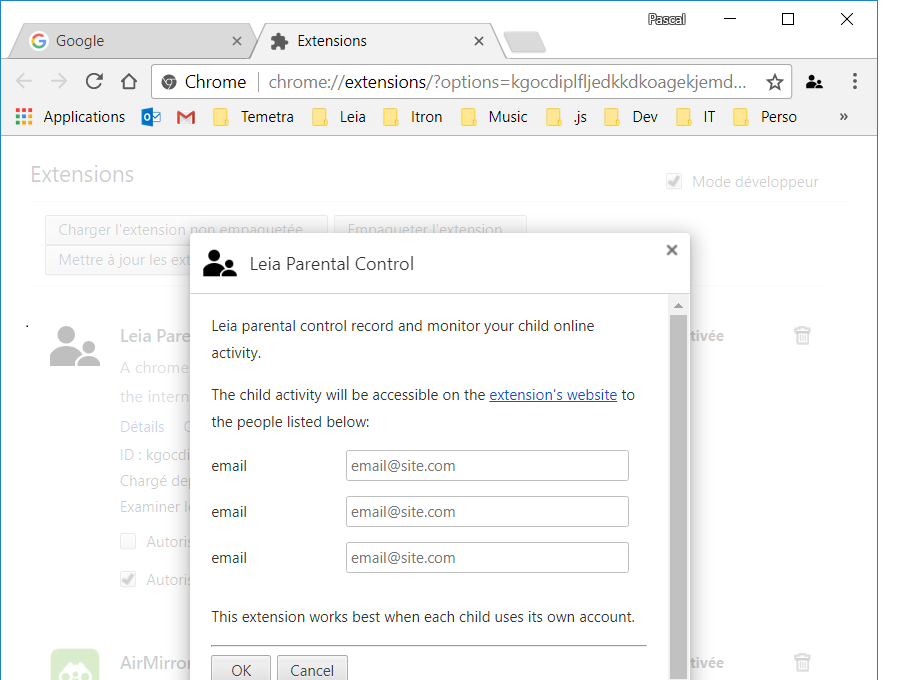 Pascal
Google
Extensions
Chrome chrome://extensions/?options=kgocdiplfljedkkdkoagekjemd...
Applications Temetra Leia Itron Music .js Dev IT Perso »
Extensions
Mode développeur
Charger l'extension non empaquetée... Empaqueter l'extension...
Mettre à jour les ext
Leia Parental Control
Leia parental control record and monitor your child online
activity.
The child activity will be accessible on the extension's website to
the people listed below:
email email@site.com
email email@site.com
email email@site.com
This extension works best when each child uses its own account.
OK Cancel
Leia Pare
tivée
A chrome
the intern
Détails
ID : kgocdi
Chargé de
Examiner l
Autoris
Autoris
AirMirror
tivée